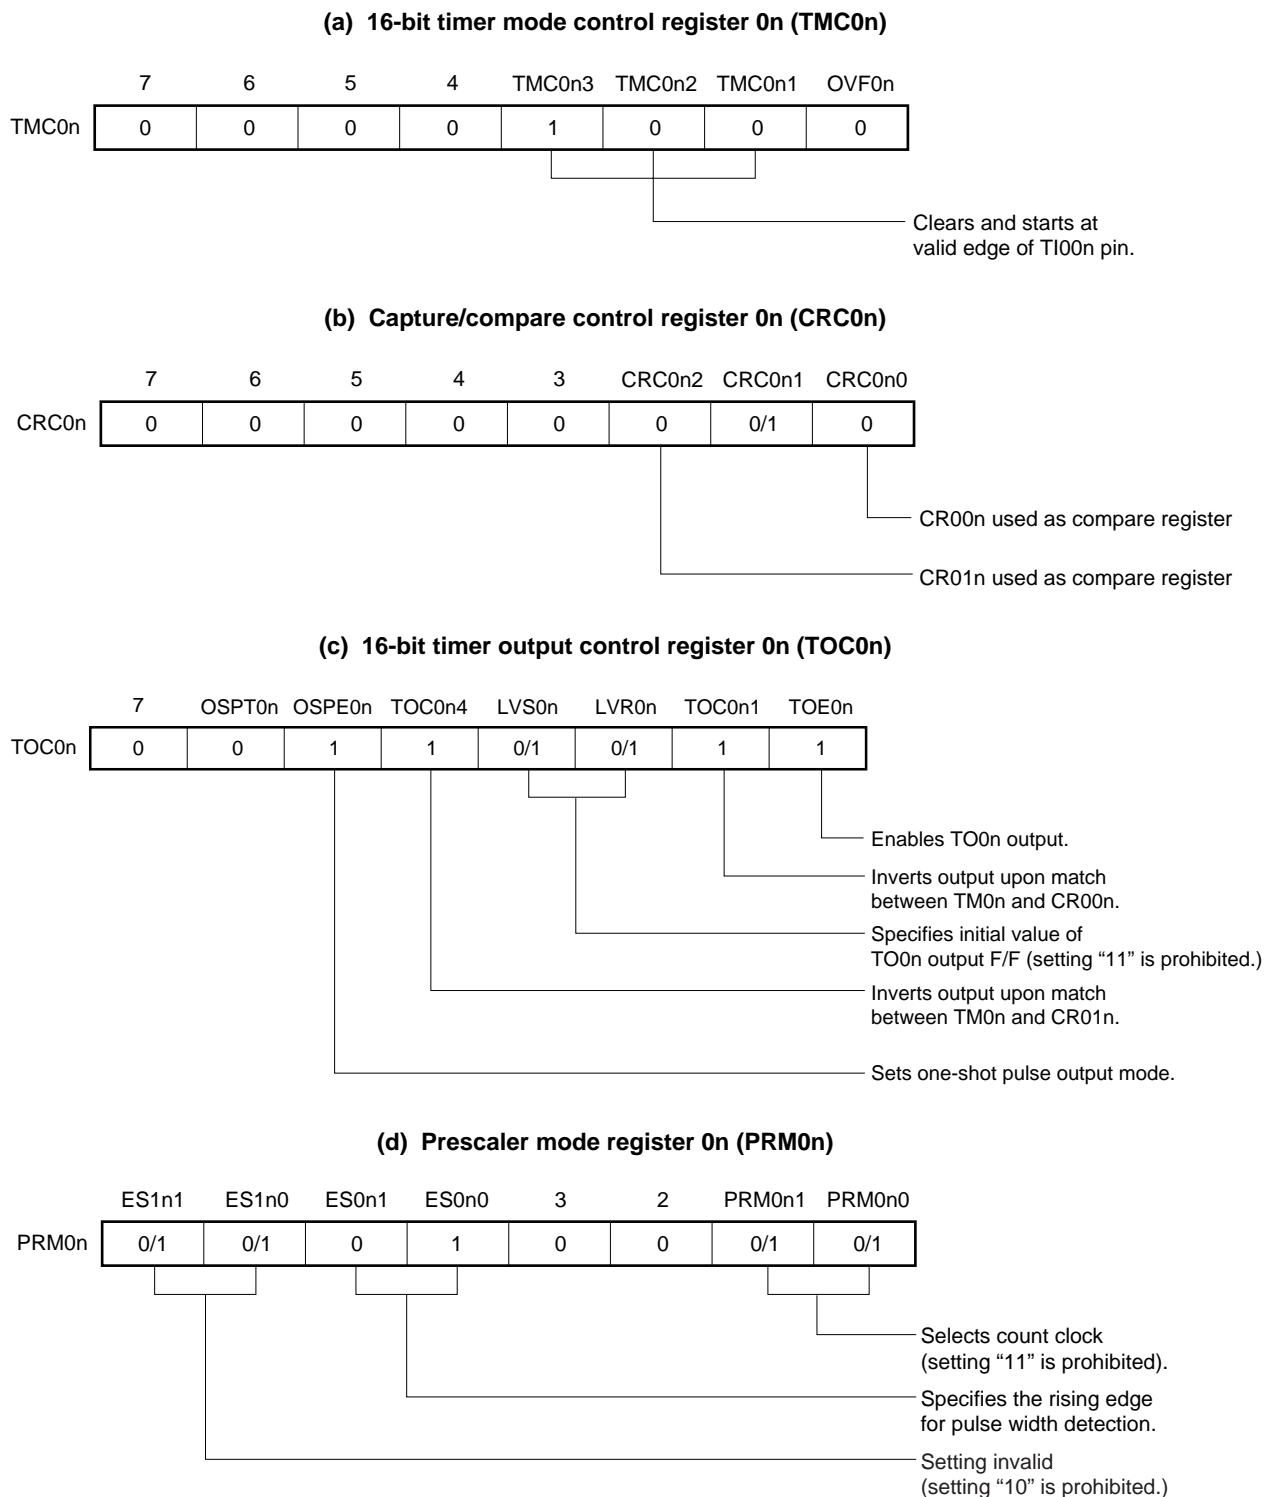 (a) 16-bit timer mode control register 0n (TMC0n)
7 6 5 4 TMC0n3 TMC0n2 TMC0n1 OVF0n
TMC0n 0 0 0 0 1 0 0 0
Clears and starts at
valid edge of TI00n pin.
(b) Capture/compare control register 0n (CRC0n)
7 6 5 4 3 CRC0n2 CRC0n1 CRC0n0
CRC0n 0 0 0 0 0 0 0/1 0
CR00n used as compare register
CR01n used as compare register
(c) 16-bit timer output control register 0n (TOC0n)
7 OSPT0n OSPE0n TOC0n4 LVS0n LVR0n TOC0n1 TOE0n
TOC0n 0 0 1 1 0/1 0/1 1 1
Enables TO0n output.
Inverts output upon match
between TM0n and CR00n.
Specifies initial value of
TO0n output F/F (setting “11” is prohibited.)
Inverts output upon match
between TM0n and CR01n.
Sets one-shot pulse output mode.
(d) Prescaler mode register 0n (PRM0n)
ES1n1 ES1n0 ES0n1 ES0n0 3 2 PRM0n1 PRM0n0
PRM0n 0/1 0/1 0 1 0 0 0/1 0/1
Selects count clock
(setting “11” is prohibited).
Specifies the rising edge
for pulse width detection.
Setting invalid
(setting “10” is prohibited.)